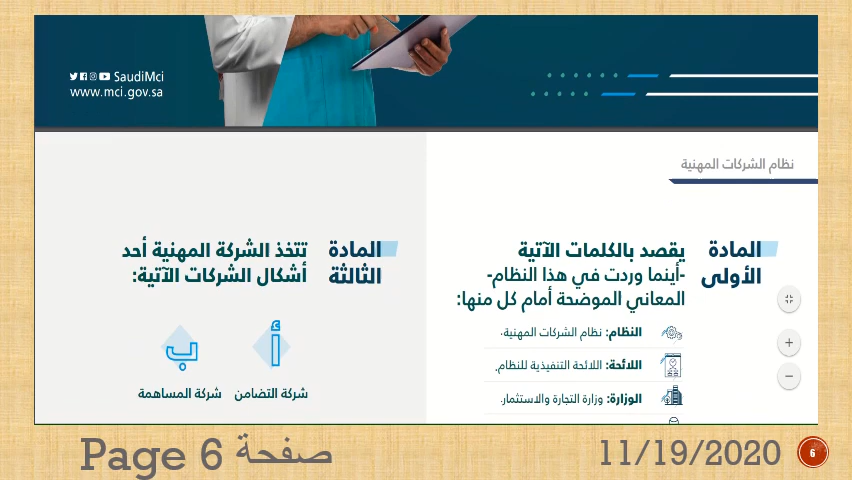 SaudiMci
www.mci.gov.sa
نظام الشركات المهنية
المادة الأولى
يقصد بالكلمات الآتية
-أينما وردت في هذا النظام-
المعاني الموضحة أمام كل منها:
النظام: نظام الشركات المهنية.
اللائحة: اللائحة التنفيذية للنظام.
الوزارة: وزارة التجارة والاستثمار.
المادة الثالثة
تتخذ الشركة المهنية أحد
أشكال الشركات الآتية:
أ
شركة التضامن
ب
شركة المساهمة
صفحة Page 6
11/19/2020
6